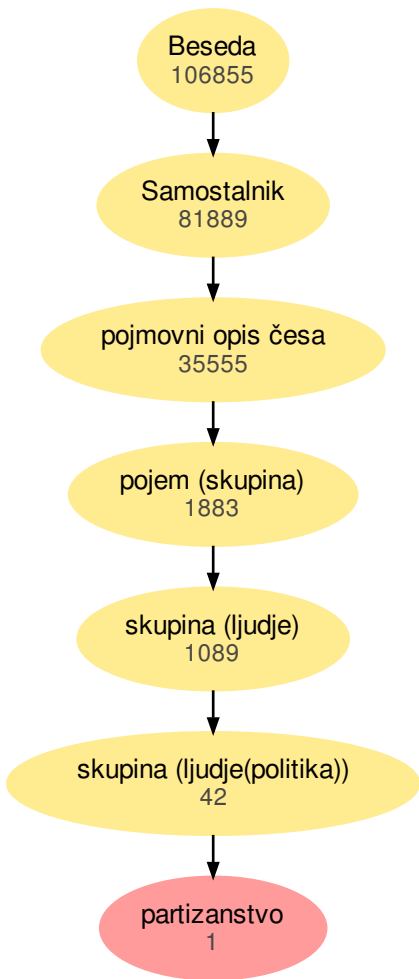 Beseda
106855
Samostalnik
81889
pojmovni opis česa
35555
pojem (skupina)
1883
skupina (ljudje)
1089
skupina (ljudje(politika))
42
partizanstvo
1